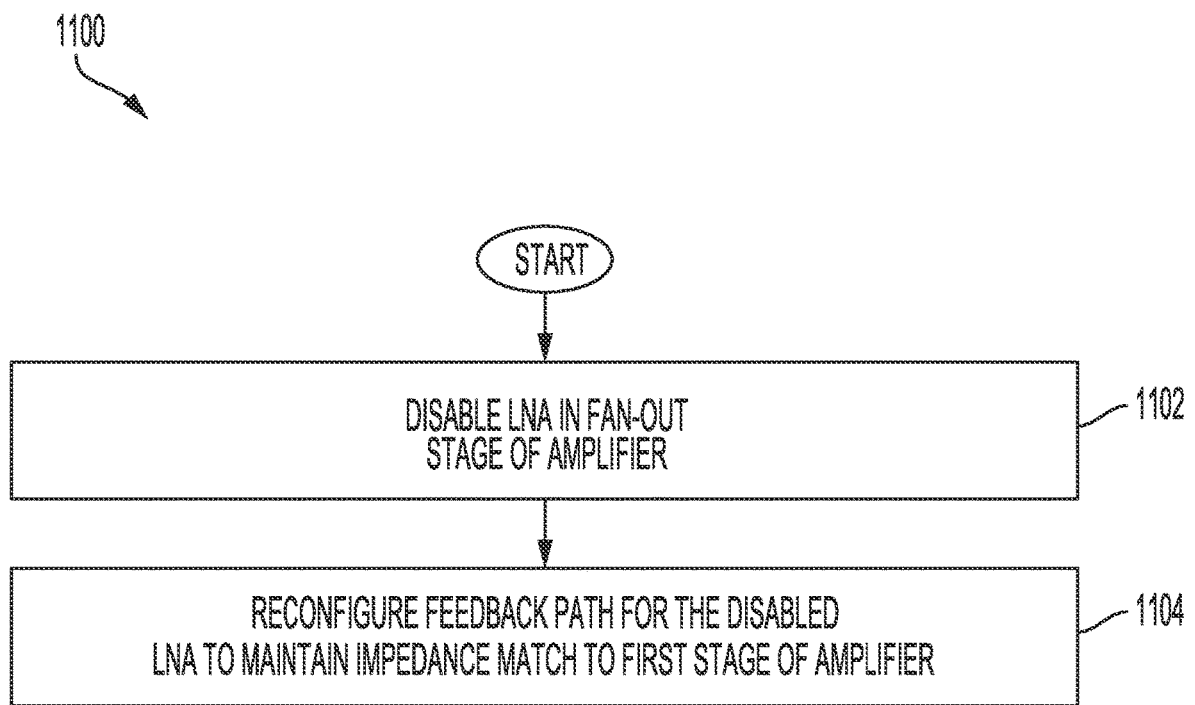 1100
START
DISABLE LNA IN FAN-OUT
STAGE OF AMPLIFIER
1102
RECONFIGURE FEEDBACK PATH FOR THE DISABLED
LNA TO MAINTAIN IMPEDANCE MATCH TO FIRST STAGE OF AMPLIFIER
1104